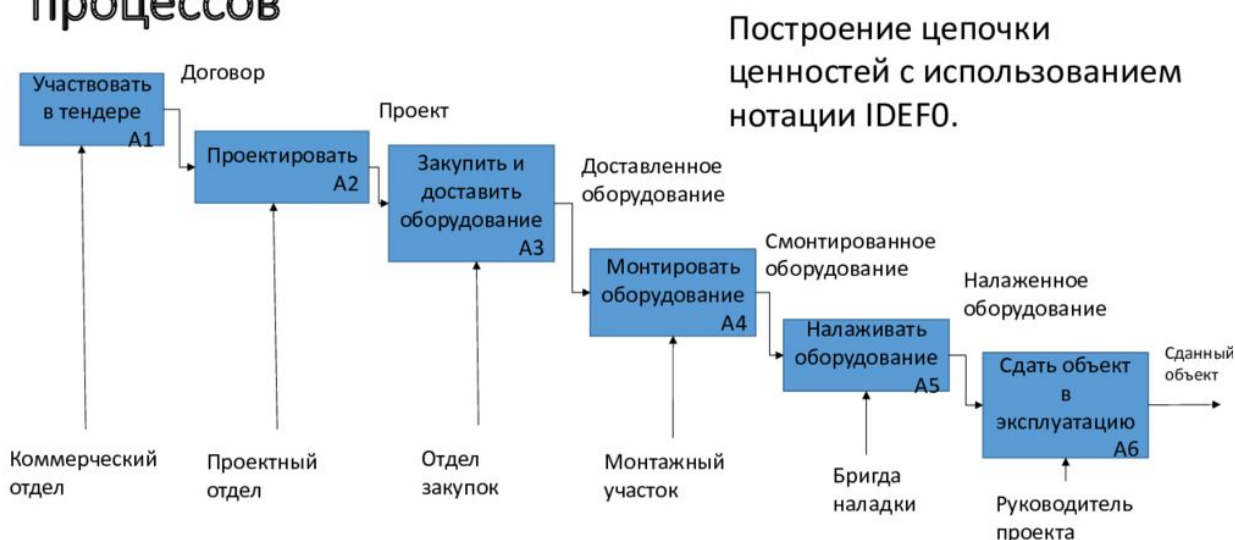 процессов
Построение цепочки
ценностей с использованием
нотации IDEF0.
Участвовать
в тендере
А1
Договор
Проектировать
А2
Проект
Закупить и
доставить
оборудование
А3
Доставленное
оборудование
Монтировать
оборудование
А4
Смонтированное
оборудование
Налаживать
оборудование
А5
Налаженное
оборудование
Сдать объект
в
эксплуатацию
А6
Сданный
объект
Коммерческий
отдел
Проектный
отдел
Отдел
закупок
Монтажный
участок
Бригда
наладки
Руководитель
проекта